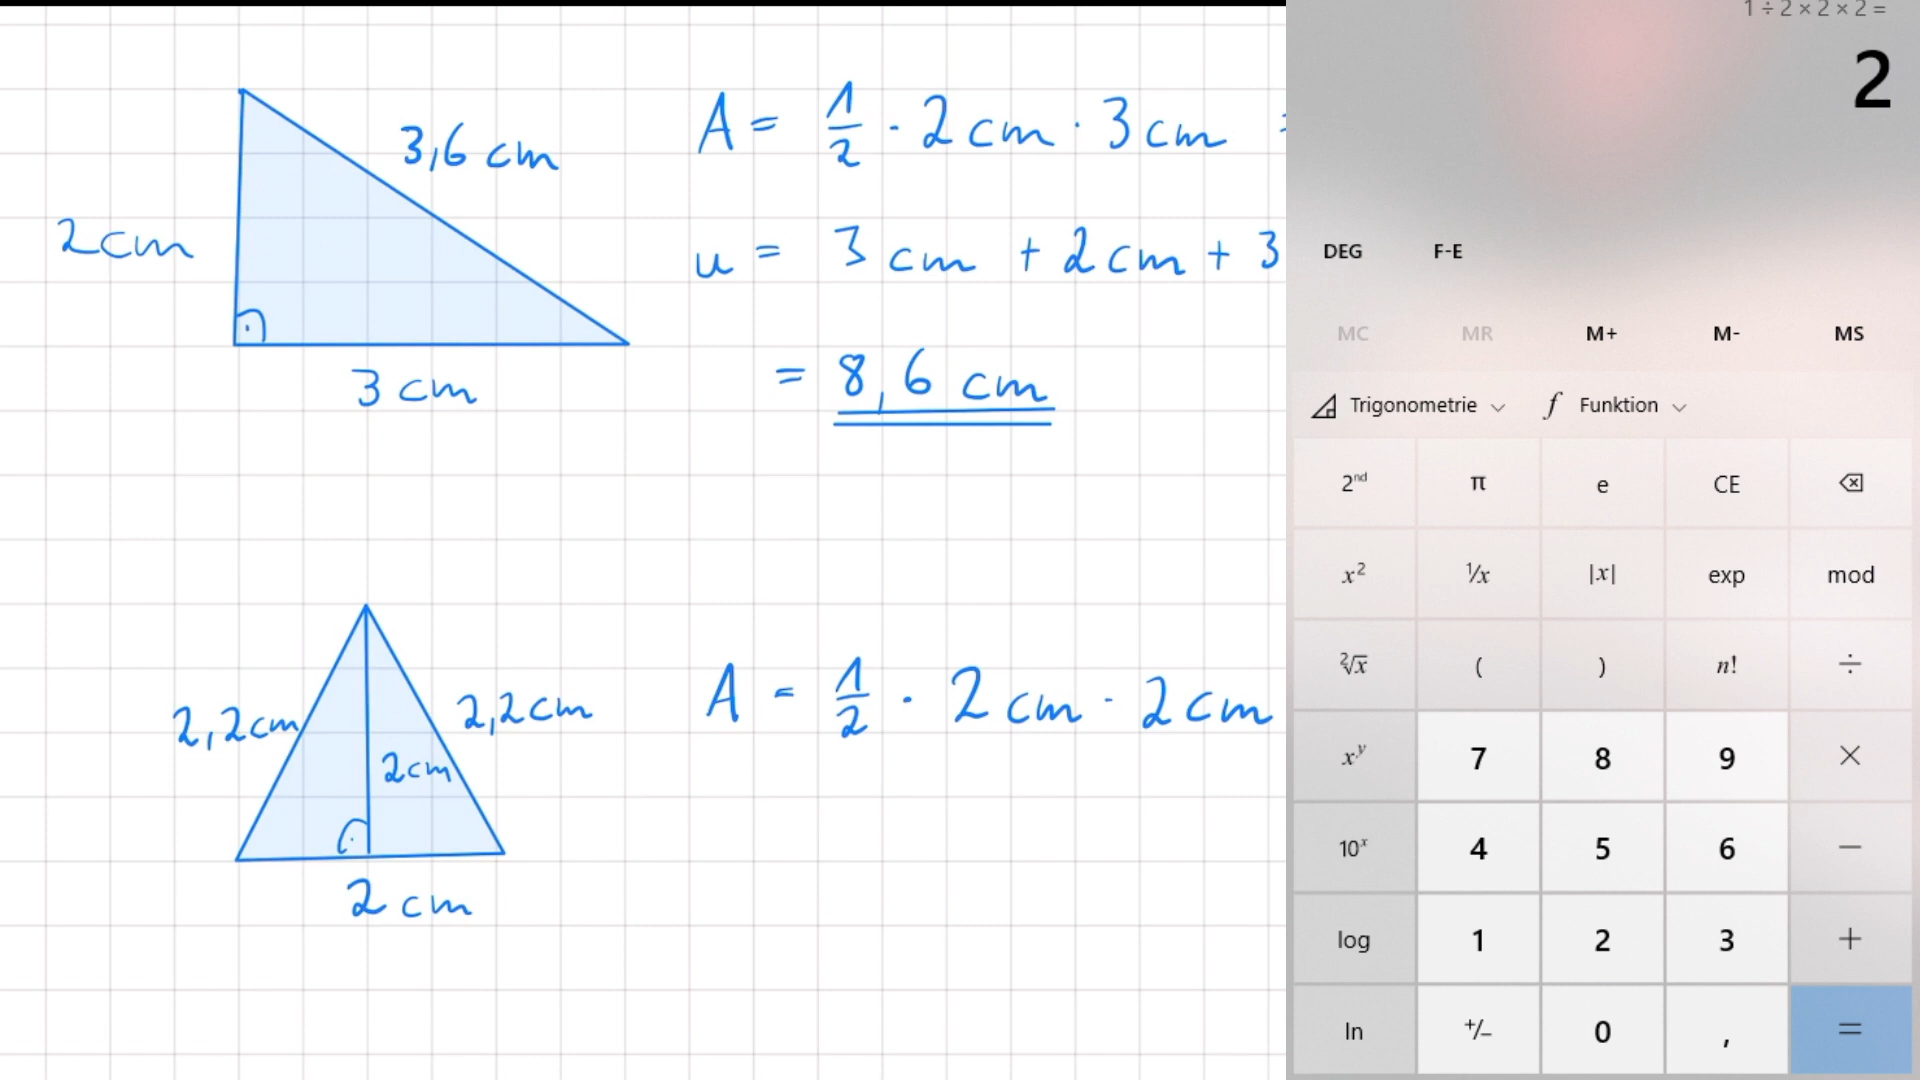 3,6 cm
2cm
3 cm
A = 1/2 · 2 cm · 3 cm =
u = 3 cm + 2 cm + 3
= 8,6 cm
2,2cm
2,2cm
2cm
2 cm
A = 1/2 · 2 cm · 2 cm
1 ÷ 2 × 2 × 2 =
2
DEG F-E
MC MR M+ M- MS
Trigonometrie f Funktion
2ⁿᵈ π e CE
x² ¹/x |x| exp mod
²√x ( ) n! ÷
xʸ 7 8 9 ×
10ˣ 4 5 6 −
log 1 2 3 +
ln +/− 0 , =